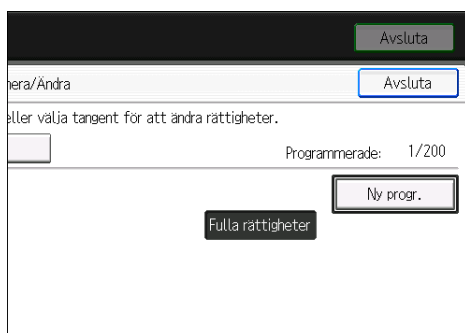 Avsluta
nera/Ändra
Avsluta
eller välja tangent för att ändra rättigheter.
Programmerade: 1/200
Ny progr.
Fulla rättigheter